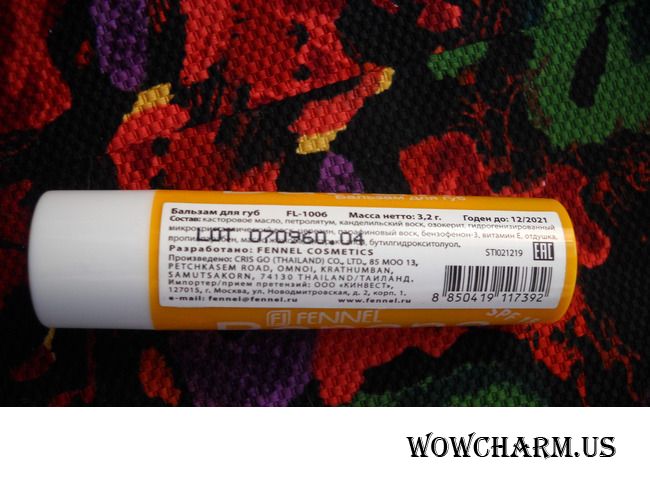 Бальзам для губ
Бальзам для губ FL-1006 Масса нетто: 3,2 г. Годен до: 12/2021
Состав: касторовое масло, петролятум, канделильский воск, озокерит, гидрогенизированный
парафиновый воск, бензофенон-3, витамин Е, отдушка,
LOT 070960.04
бутилгидрокситолуол.
STI021219
EAC
Разработано: FENNEL COSMETICS
Произведено: CRIS GO (THAILAND) CO., LTD., 85 MOO 13,
PETCHKASEM ROAD, OMNOI, KRATHUMBAN,
SAMUTSAKORN, 74130 THAILAND/ТАИЛАНД.
Импортер/прием претензий: ООО «КИНВЕСТ»,
127015, г. Москва, ул. Новодмитровская, д. 2, корп. 1.
e-mail: fennel@fennel.ru www.fennel.ru
8 850419 117392
FJ FENNEL
SPF 15
WOWCHARM.US